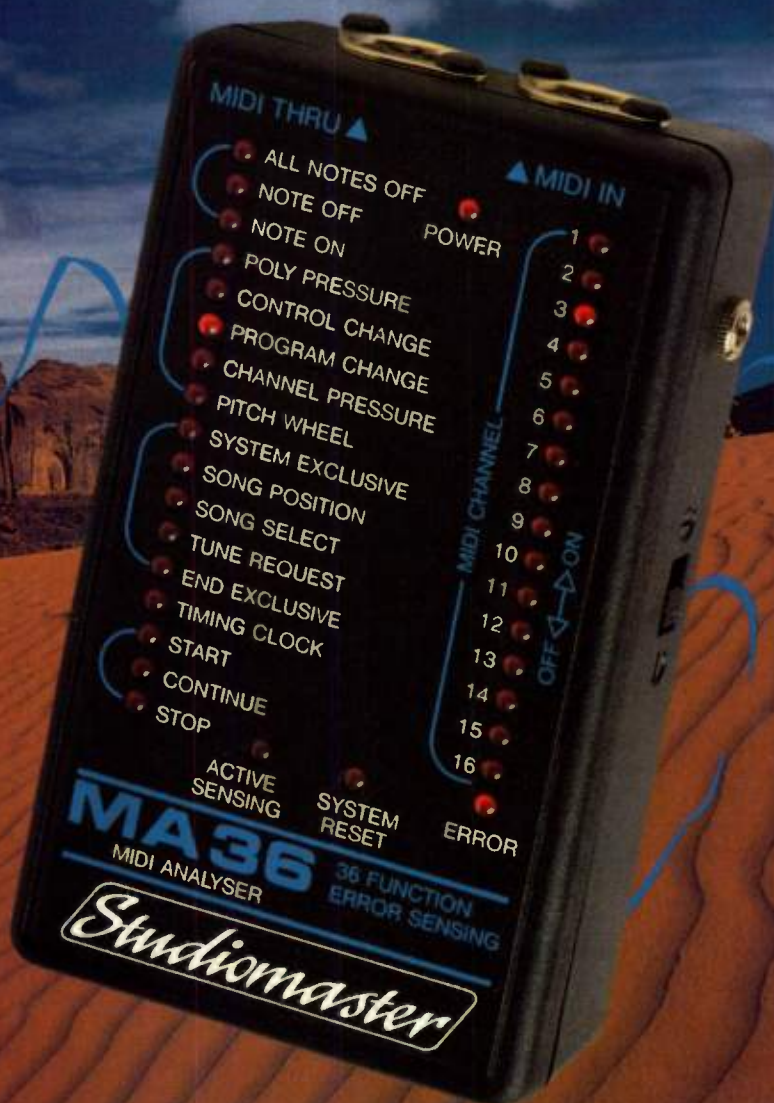 MIDI THRU ▲
▲ MIDI IN
ALL NOTES OFF
NOTE OFF
NOTE ON
POLY PRESSURE
CONTROL CHANGE
PROGRAM CHANGE
CHANNEL PRESSURE
PITCH WHEEL
SYSTEM EXCLUSIVE
SONG POSITION
SONG SELECT
TUNE REQUEST
END EXCLUSIVE
TIMING CLOCK
START
CONTINUE
STOP
POWER
MIDI CHANNEL
1
2
3
4
5
6
7
8
9
10
11
12
13
14
15
16
OFF ◁—▷ ON
ACTIVE
SENSING
SYSTEM
RESET
ERROR
MA36
MIDI ANALYSER
36 FUNCTION
ERROR SENSING
Studiomaster